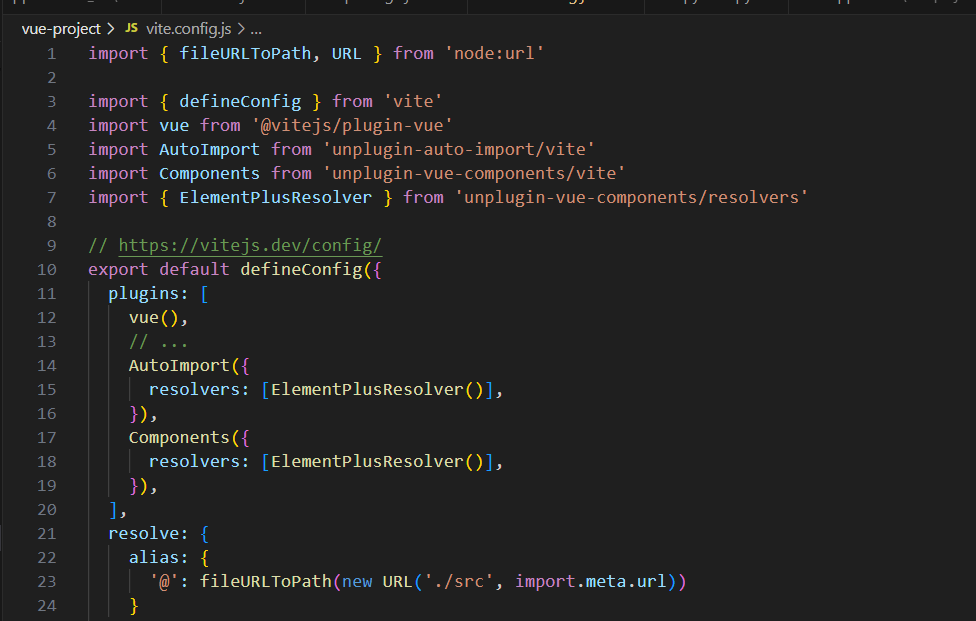 vue-project > JS vite.config.js > ...
1 import { fileURLToPath, URL } from 'node:url'
2
3 import { defineConfig } from 'vite'
4 import vue from '@vitejs/plugin-vue'
5 import AutoImport from 'unplugin-auto-import/vite'
6 import Components from 'unplugin-vue-components/vite'
7 import { ElementPlusResolver } from 'unplugin-vue-components/resolvers'
8
9 // https://vitejs.dev/config/
10 export default defineConfig({
11   plugins: [
12     vue(),
13     // ...
14     AutoImport({
15       resolvers: [ElementPlusResolver()],
16     }),
17     Components({
18       resolvers: [ElementPlusResolver()],
19     }),
20   ],
21   resolve: {
22     alias: {
23       '@': fileURLToPath(new URL('./src', import.meta.url))
24     }